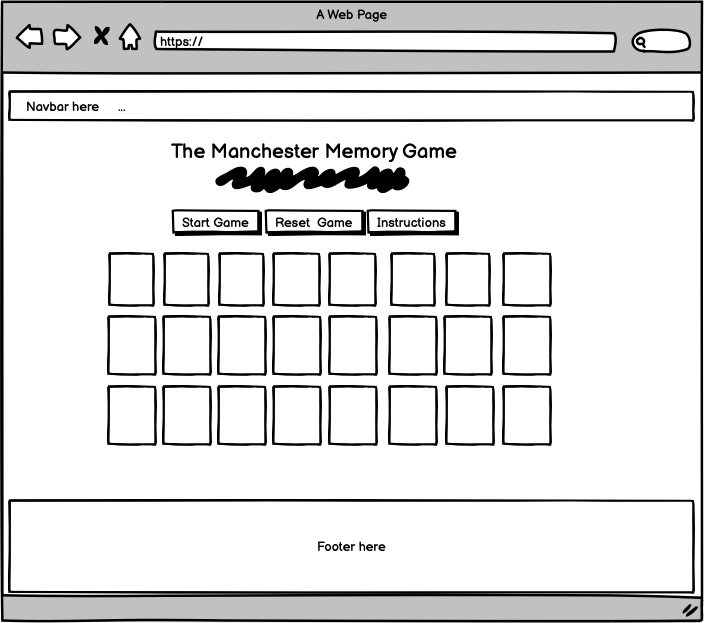 A Web Page
https://
Navbar here ...
The Manchester Memory Game
Start Game Reset Game Instructions
Footer here